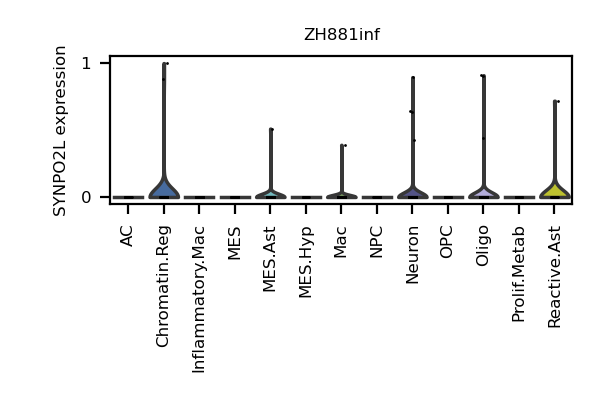 ZH881inf
SYNPO2L expression
1
0
AC
Chromatin.Reg
Inflammatory.Mac
MES
MES.Ast
MES.Hyp
Mac
NPC
Neuron
OPC
Oligo
Prolif.Metab
Reactive.Ast